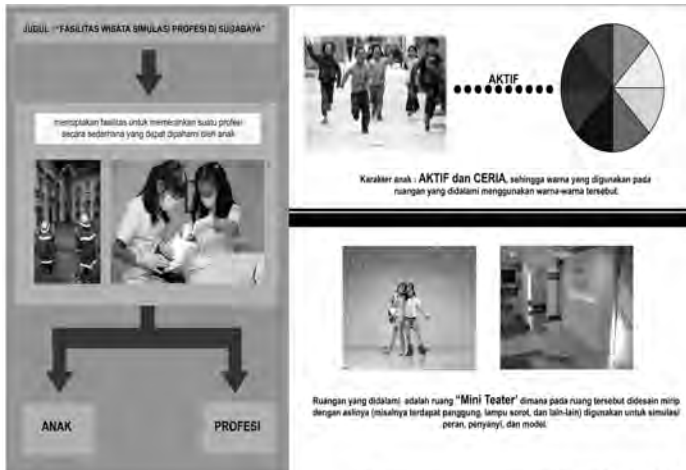 JUDUL : "FASILITAS WISATA SIMULASI PROFESI DI SURABAYA"
menciptakan fasilitas untuk memerankan suatu profesi
secara sederhana yang dapat dipahami oleh anak
ANAK
PROFESI
AKTIF
Karakter anak : AKTIF dan CERIA, sehingga warna yang digunakan pada
ruangan yang didalami menggunakan warna-warna tersebut.
Ruangan yang didalami adalah ruang "Mini Teater' dimana pada ruang tersebut didesain mirip
dengan aslinya (misalnya terdapat panggung, lampu sorot, dan lain-lain) digunakan untuk simulasi
peran, penyanyi, dan model.